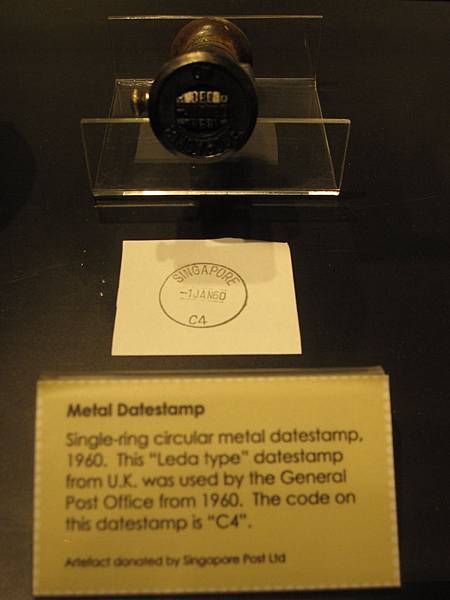 DEC
SINGAPORE
-1JAN60
C4
Metal Datestamp
Single-ring circular metal datestamp,
1960. This "Leda type" datestamp
from U.K. was used by the General
Post Office from 1960. The code on
this datestamp is "C4".
Artefact donated by Singapore Post Ltd